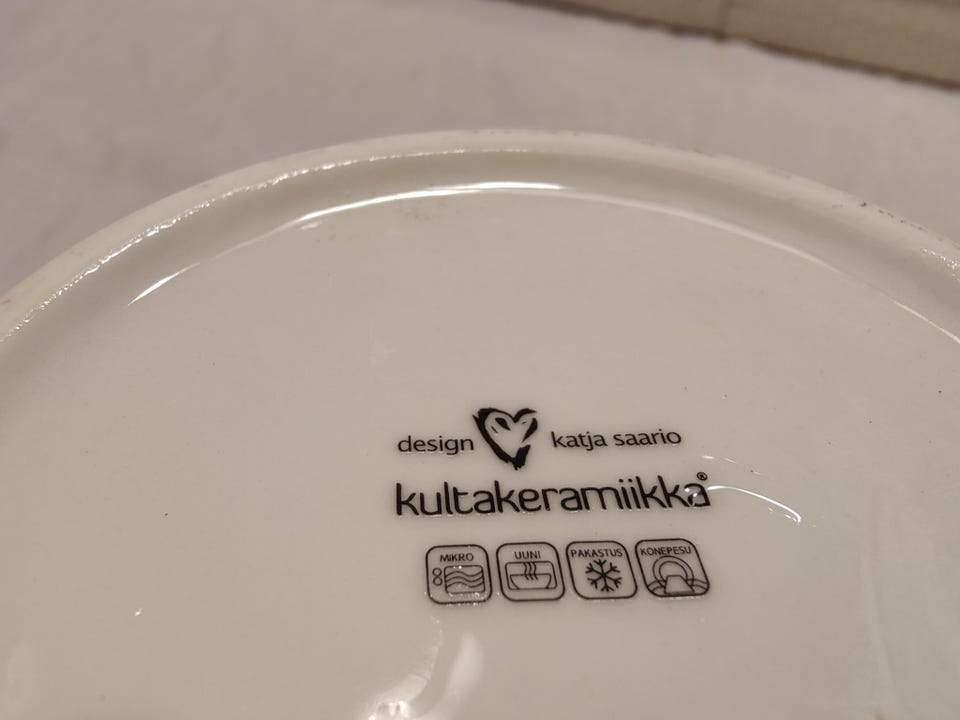 design katja saario
kultakeramiikka®
MIKRO UUNI PAKASTUS KONEPESU